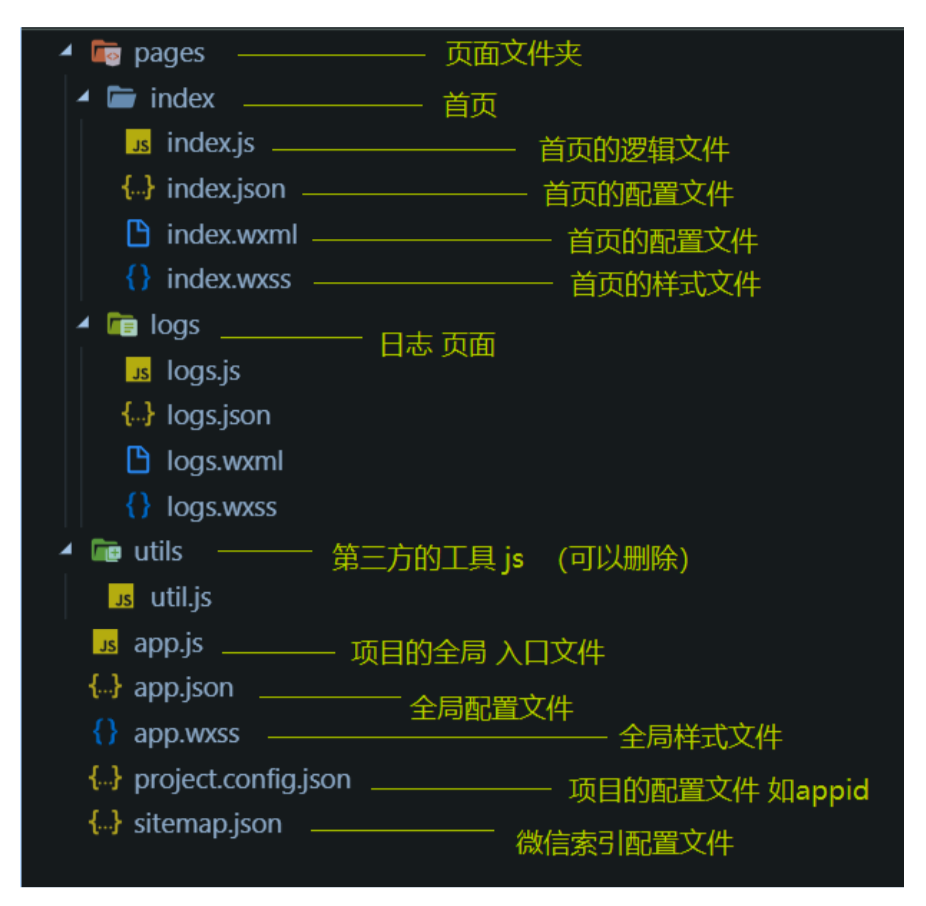 pages 页面文件夹
index 首页
JS index.js 首页的逻辑文件
{...} index.json 首页的配置文件
index.wxml 首页的配置文件
{} index.wxss 首页的样式文件
logs 日志 页面
JS logs.js
{...} logs.json
logs.wxml
{} logs.wxss
utils 第三方的工具 js (可以删除)
JS util.js
JS app.js 项目的全局 入口文件
{...} app.json 全局配置文件
{} app.wxss 全局样式文件
{...} project.config.json 项目的配置文件 如appid
{...} sitemap.json 微信索引配置文件